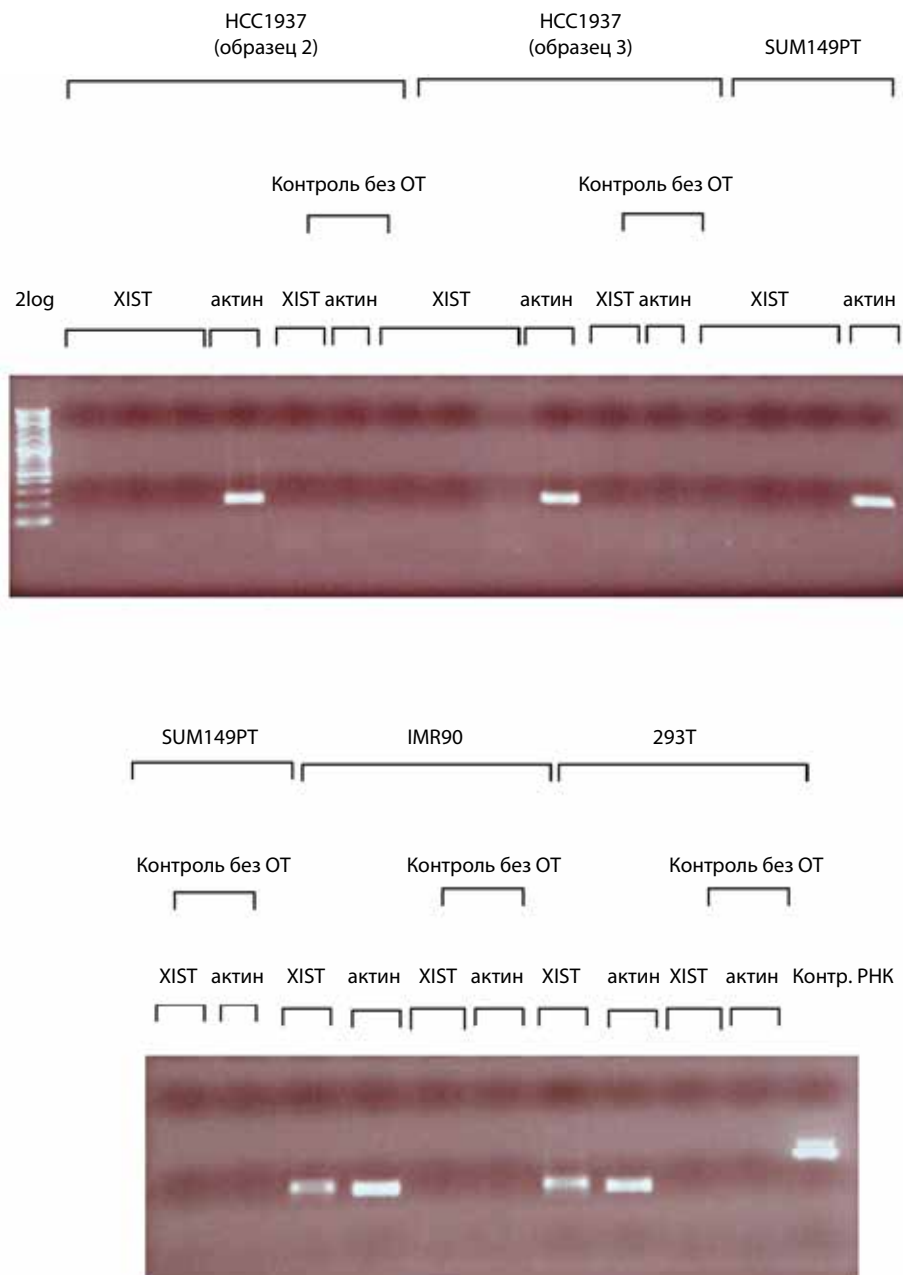 HCC1937 HCC1937
(образец 2) (образец 3) SUM149PT
Контроль без ОТ Контроль без ОТ
2log XIST актин XIST актин XIST актин XIST актин XIST актин
SUM149PT IMR90 293T
Контроль без ОТ Контроль без ОТ Контроль без ОТ
XIST актин XIST актин XIST актин XIST актин XIST актин Контр. РНК